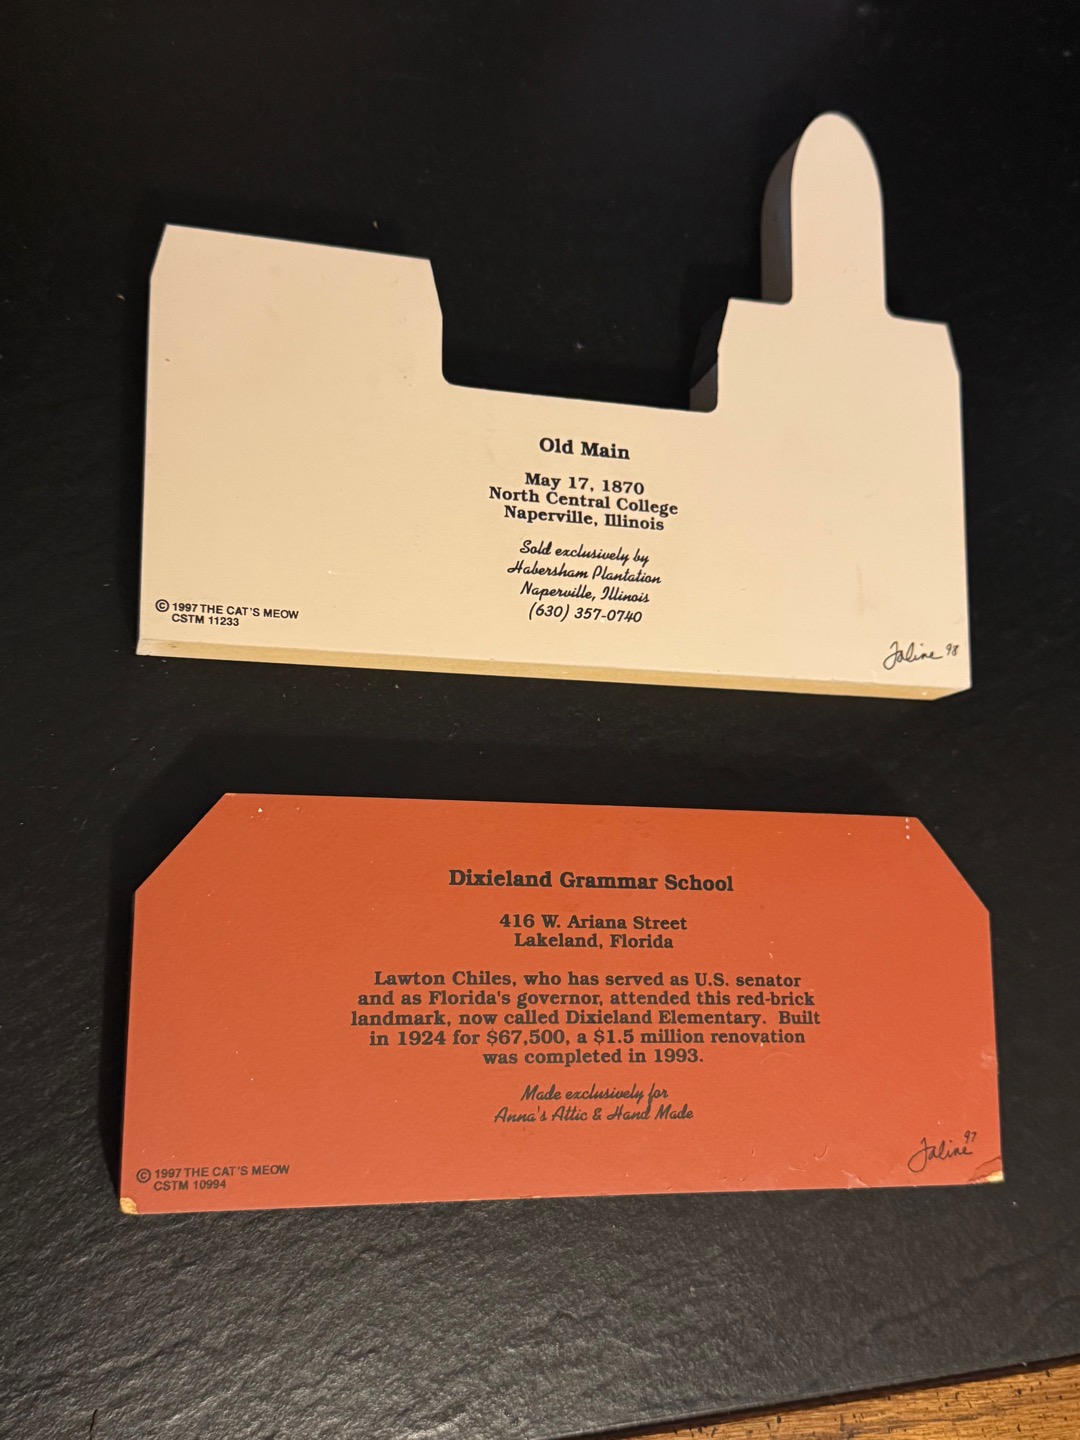 Old Main
May 17, 1870
North Central College
Naperville, Illinois
Sold exclusively by
Habersham Plantation
Naperville, Illinois
(630) 357-0740
© 1997 THE CAT'S MEOW
CSTM 11233
Faline 98
Dixieland Grammar School
416 W. Ariana Street
Lakeland, Florida
Lawton Chiles, who has served as U.S. senator
and as Florida's governor, attended this red-brick
landmark, now called Dixieland Elementary. Built
in 1924 for $67,500, a $1.5 million renovation
was completed in 1993.
Made exclusively for
Anna's Attic & Hand Made
© 1997 THE CAT'S MEOW
CSTM 10994
Faline 97